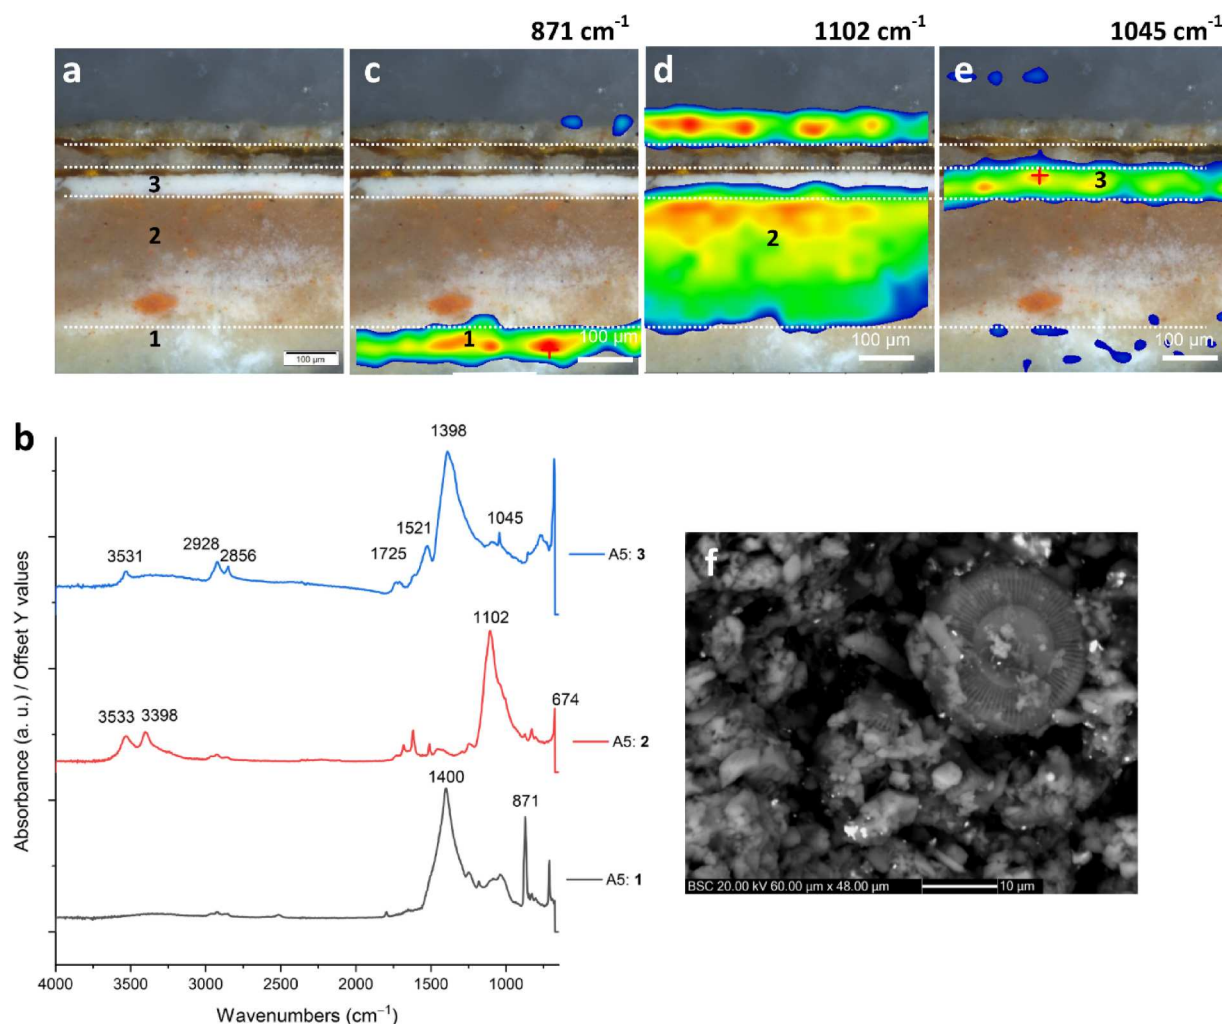 871 cm⁻¹
1102 cm⁻¹
1045 cm⁻¹
a
c
d
e
3
3
2
2
1
1
100 µm
100 µm
100 µm
100 µm
b
1398
1521
1045
2928
1725
3531
2856
A5: 3
1102
3533
3398
674
A5: 2
1400
871
A5: 1
Absorbance (a. u.) / Offset Y values
4000
3500
3000
2500
2000
1500
1000
Wavenumbers (cm⁻¹)
f
BSC 20.00 kV 60.00 µm x 48.00 µm
10 µm